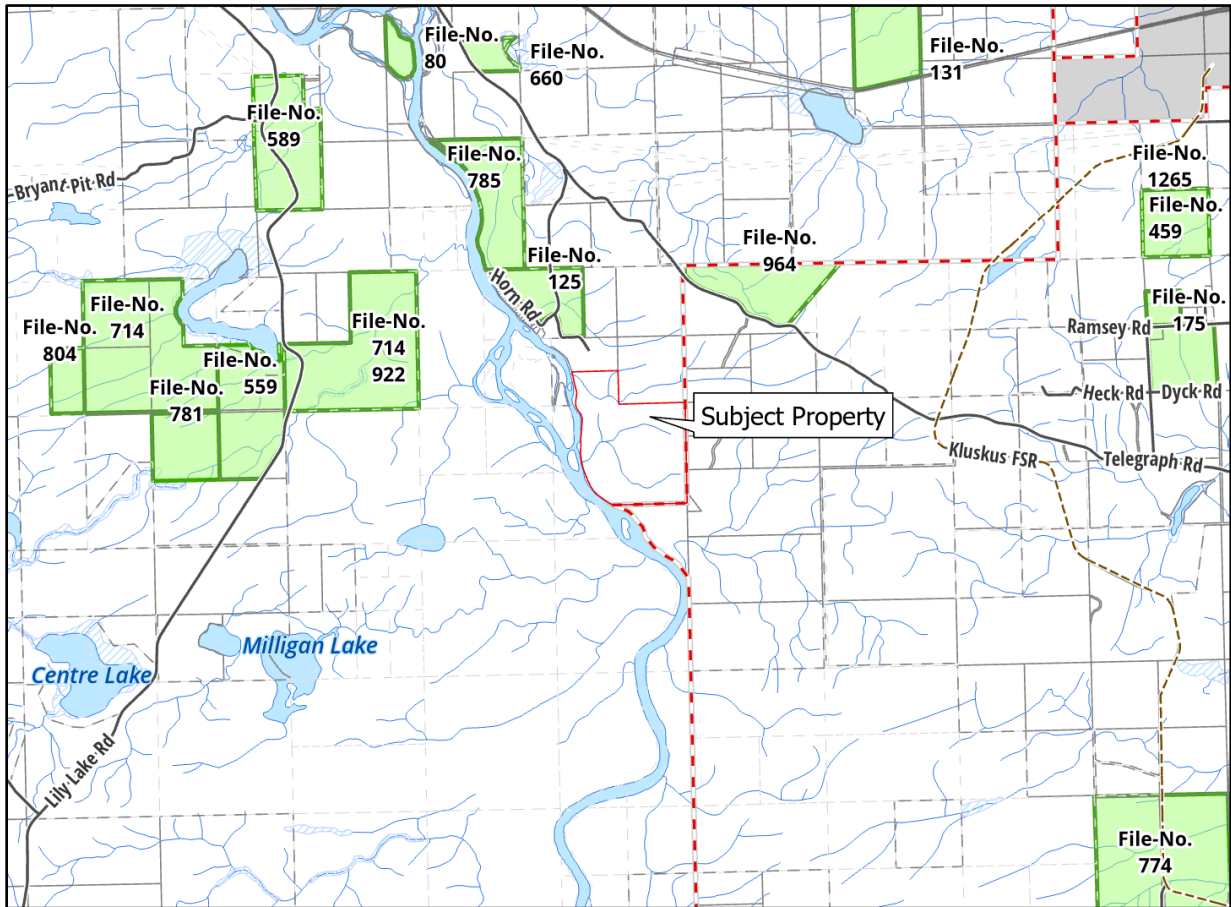 File-No.
80
File-No.
660
File-No.
131
File-No.
589
File-No.
785
File-No.
1265
Bryant Pit Rd
File-No.
459
File-No.
964
File-No.
125
Horn Rd
File-No.
714
File-No.
804
File-No.
714
922
File-No.
175
Ramsey Rd
File-No.
559
File-No.
781
Heck Rd
Dyck Rd
Subject Property
Kluskus FSR
Telegraph Rd
Milligan Lake
Centre Lake
Lily Lake Rd
File-No.
774